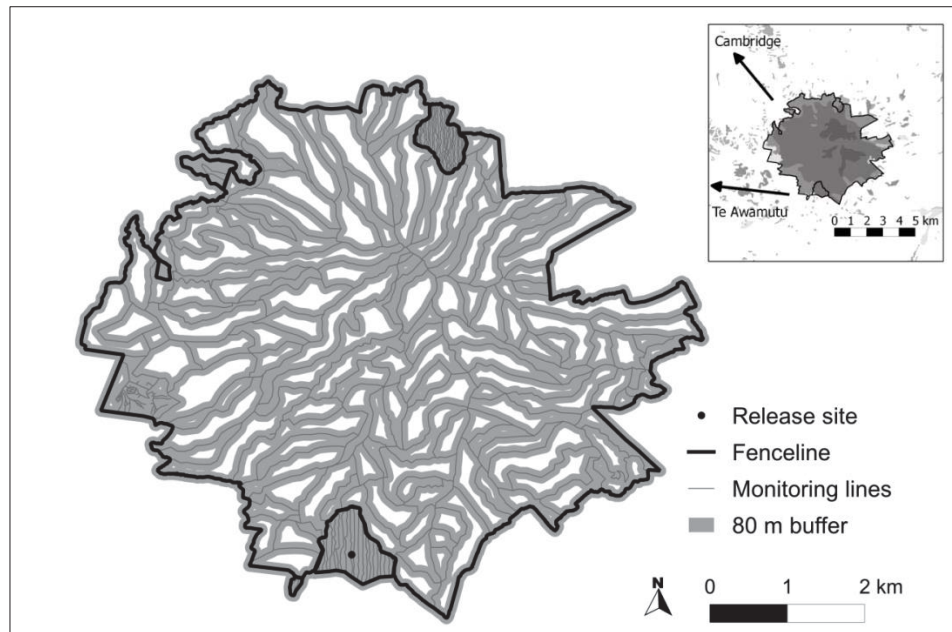 Cambridge
Te Awamutu
0 1 2 3 4 5 km
Release site
Fenceline
Monitoring lines
80 m buffer
N
0 1 2 km